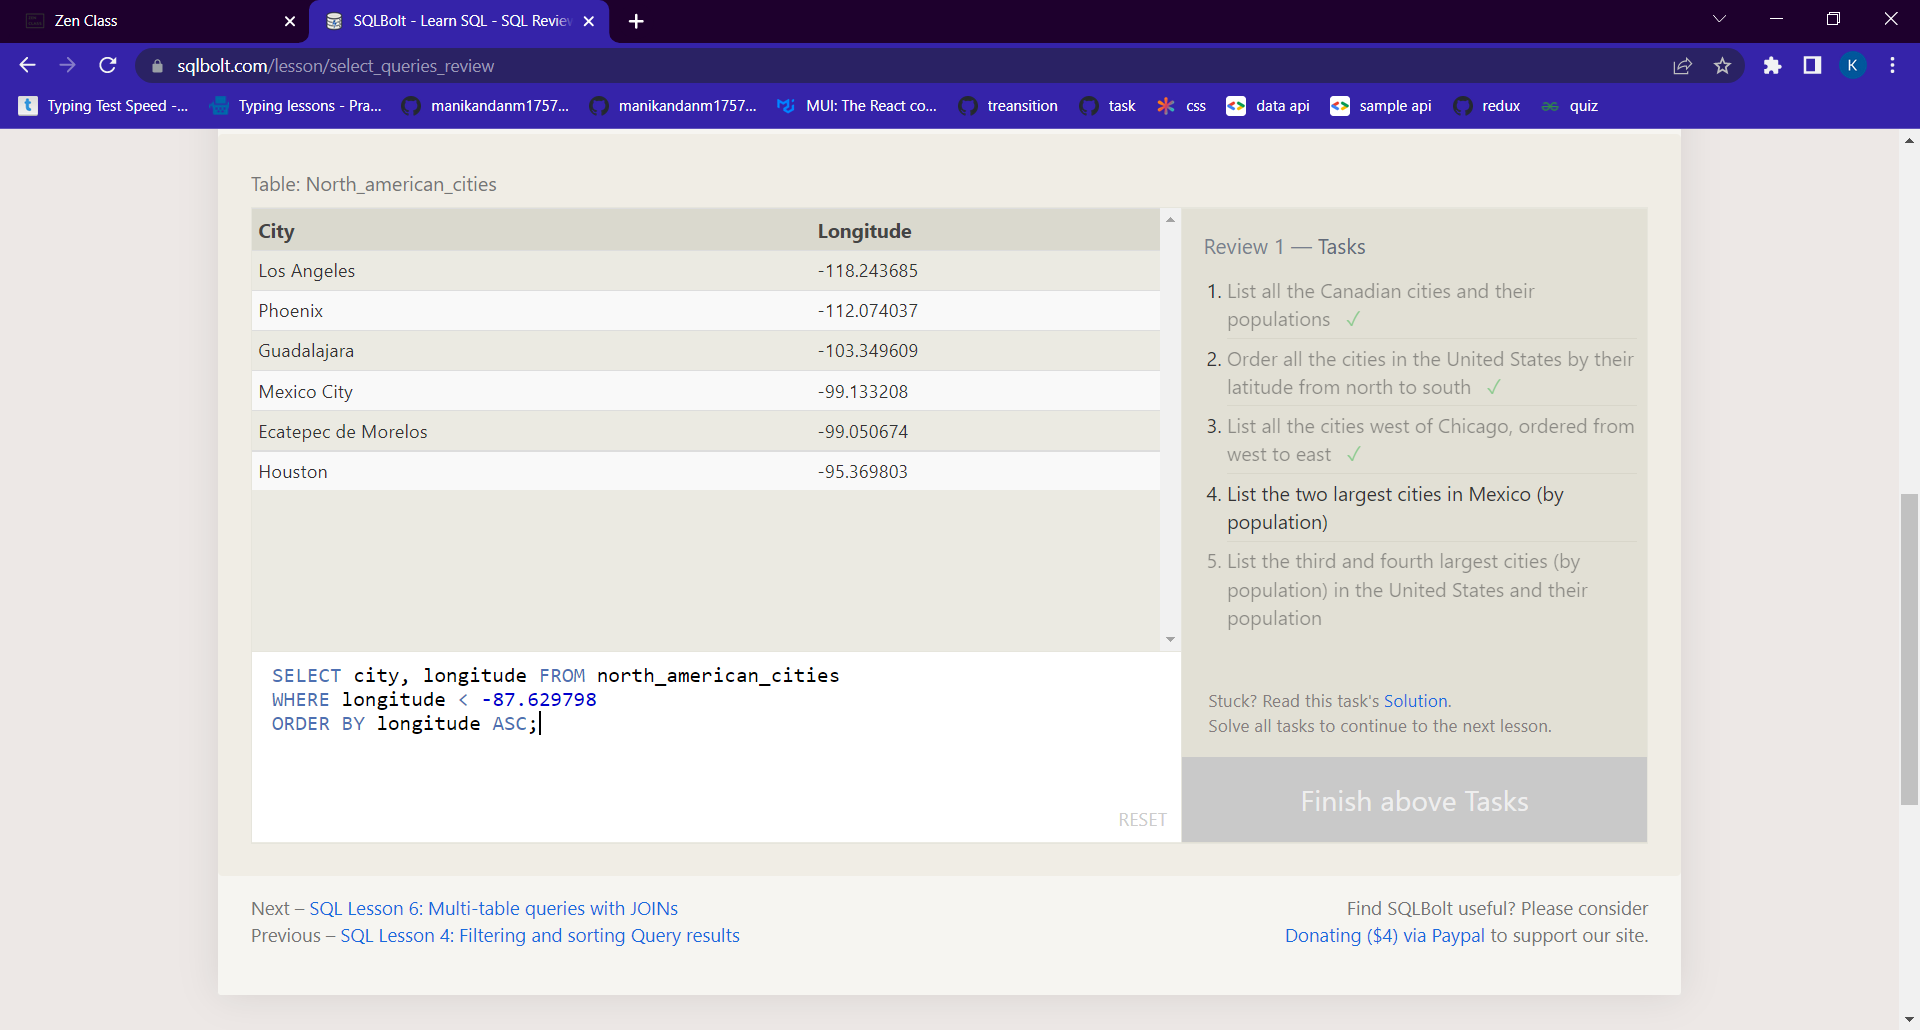 Zen Class
SQLBolt - Learn SQL - SQL Review
sqlbolt.com/lesson/select_queries_review
K
t Typing Test Speed -...
Typing lessons - Pra...
manikandanm1757...
manikandanm1757...
MUI: The React co...
treansition
task
css
data api
sample api
redux
quiz
Table: North_american_cities
City Longitude
Los Angeles -118.243685
Phoenix -112.074037
Guadalajara -103.349609
Mexico City -99.133208
Ecatepec de Morelos -99.050674
Houston -95.369803
SELECT city, longitude FROM north_american_cities
WHERE longitude < -87.629798
ORDER BY longitude ASC;
RESET
Review 1 — Tasks
1. List all the Canadian cities and their
populations ✓
2. Order all the cities in the United States by their
latitude from north to south ✓
3. List all the cities west of Chicago, ordered from
west to east ✓
4. List the two largest cities in Mexico (by
population)
5. List the third and fourth largest cities (by
population) in the United States and their
population
Stuck? Read this task's Solution.
Solve all tasks to continue to the next lesson.
Finish above Tasks
Next – SQL Lesson 6: Multi-table queries with JOINs
Previous – SQL Lesson 4: Filtering and sorting Query results
Find SQLBolt useful? Please consider
Donating ($4) via Paypal to support our site.